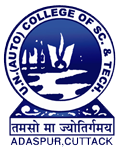 U.N.(AUTO) COLLEGE OF SC. & TECH.
तमसो मा ज्योतिर्गमय
ADASPUR,CUTTACK